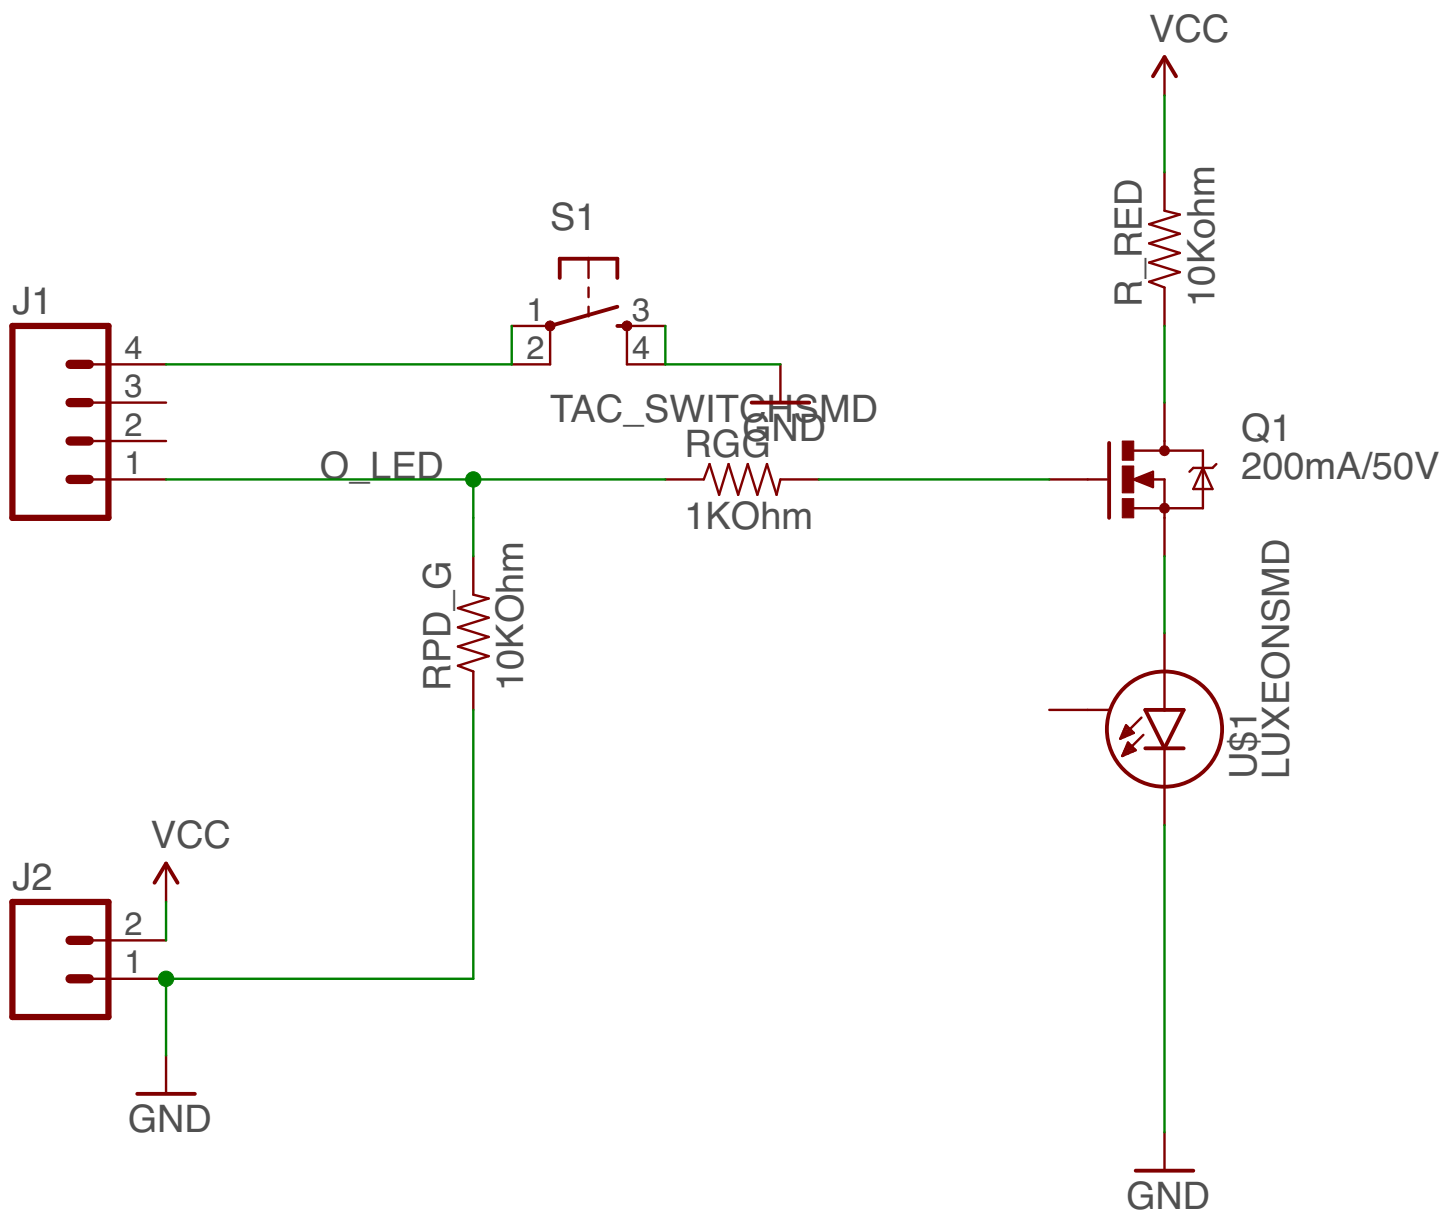 VCC
R_RED
10Kohm
S1
J1
1
3
2
4
4
3
2
1
TAC_SWITCHSMD
GND
O_LED
RGG
1KOhm
Q1
200mA/50V
RPD_G
10KOhm
U$1
LUXEONSMD
VCC
J2
2
1
GND
GND